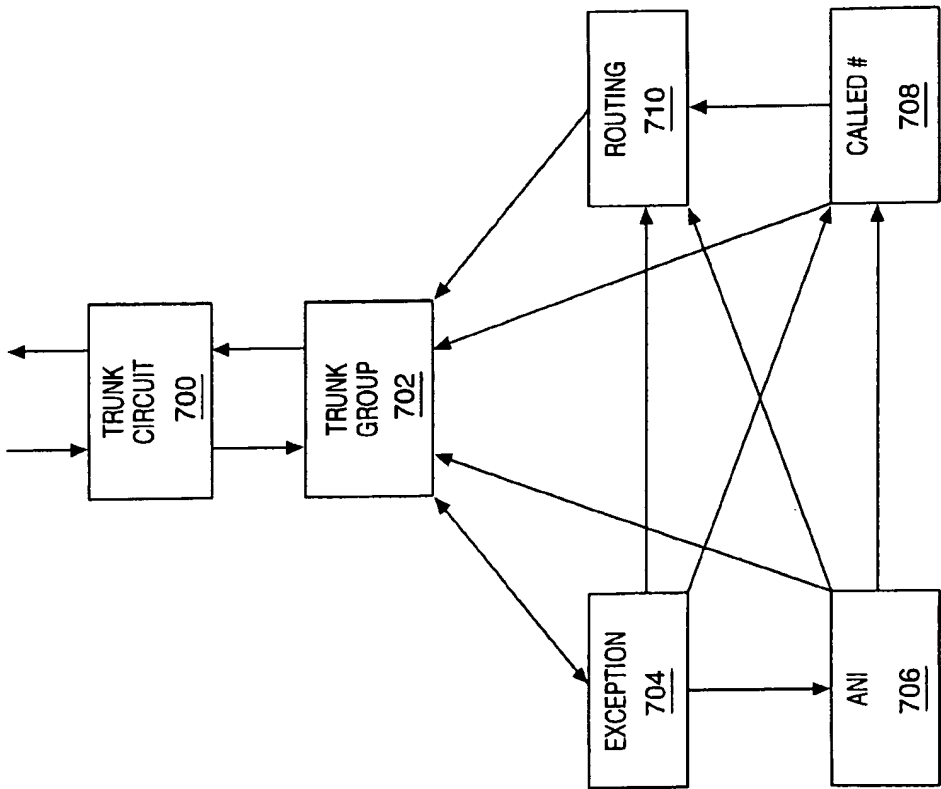 TRUNK
CIRCUIT
700
TRUNK
GROUP
702
EXCEPTION
704
ROUTING
710
ANI
706
CALLED #
708